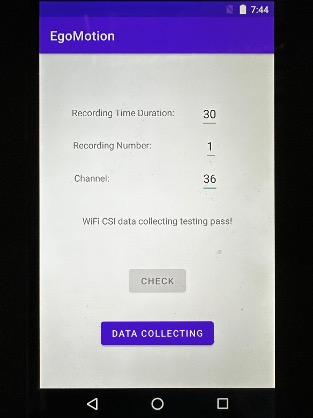 7:44
EgoMotion
Recording Time Duration: 30
Recording Number: 1
Channel: 36
WiFi CSI data collecting testing pass!
CHECK
DATA COLLECTING